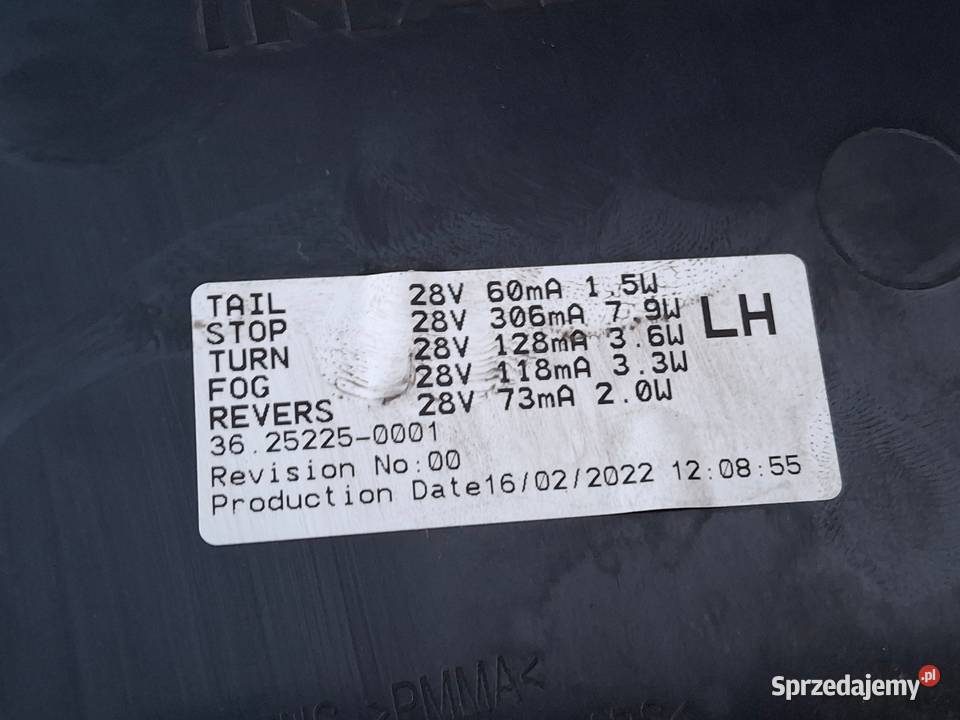 TAIL 28V 60mA 1.5W
STOP 28V 306mA 7.9W
TURN 28V 128mA 3.6W
FOG 28V 118mA 3.3W
REVERS 28V 73mA 2.0W
LH
36.25225-0001
Revision No:00
Production Date16/02/2022 12:08:55
>PMMA<
Sprzedajemy.pl